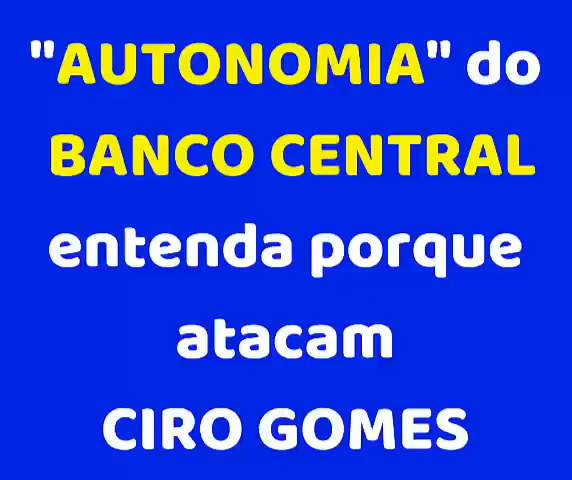 "AUTONOMIA" do
BANCO CENTRAL
entenda porque
atacam
CIRO GOMES